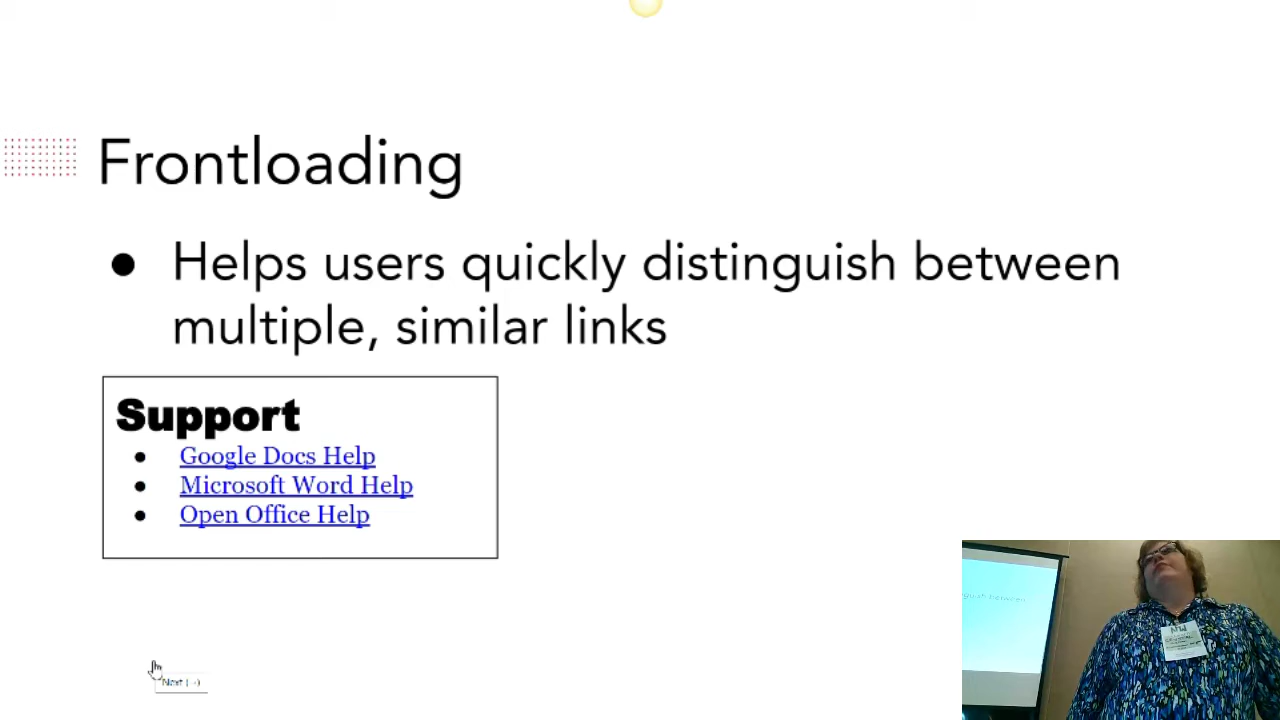 Frontloading
● Helps users quickly distinguish between
multiple, similar links
Support
● Google Docs Help
● Microsoft Word Help
● Open Office Help
Next (→)